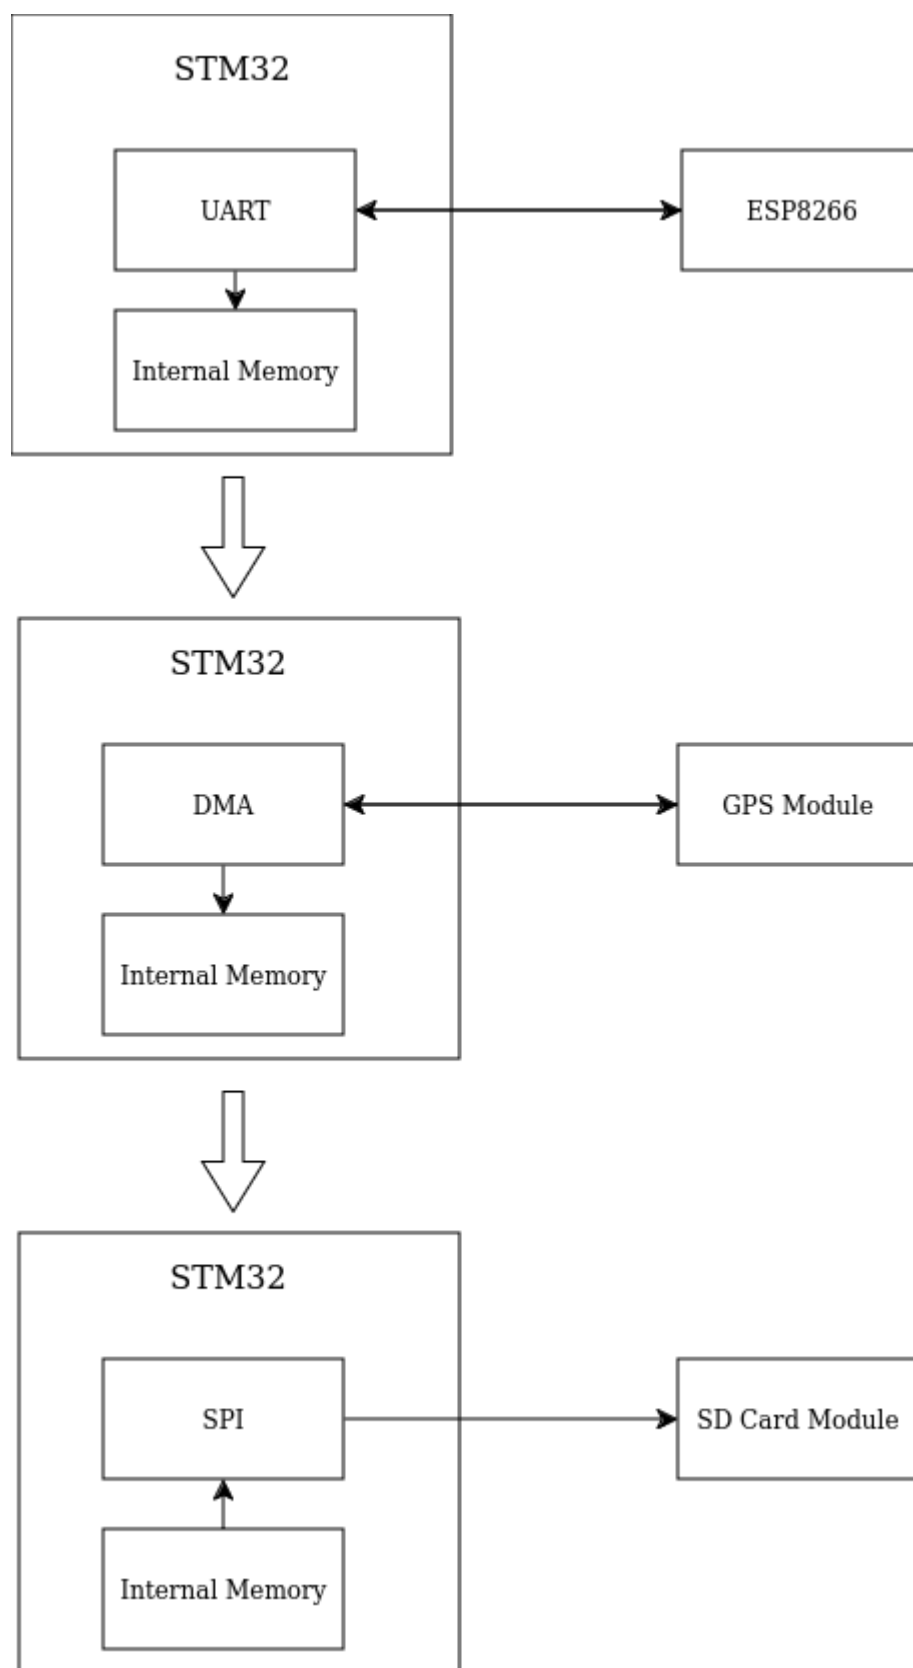 STM32
UART
ESP8266
Internal Memory
STM32
DMA
GPS Module
Internal Memory
STM32
SPI
SD Card Module
Internal Memory